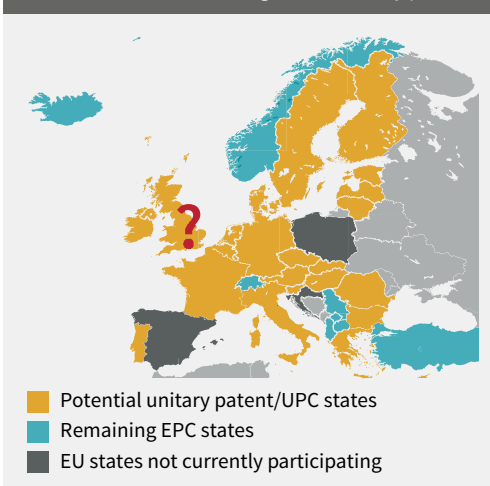 ?
Potential unitary patent/UPC states
Remaining EPC states
EU states not currently participating